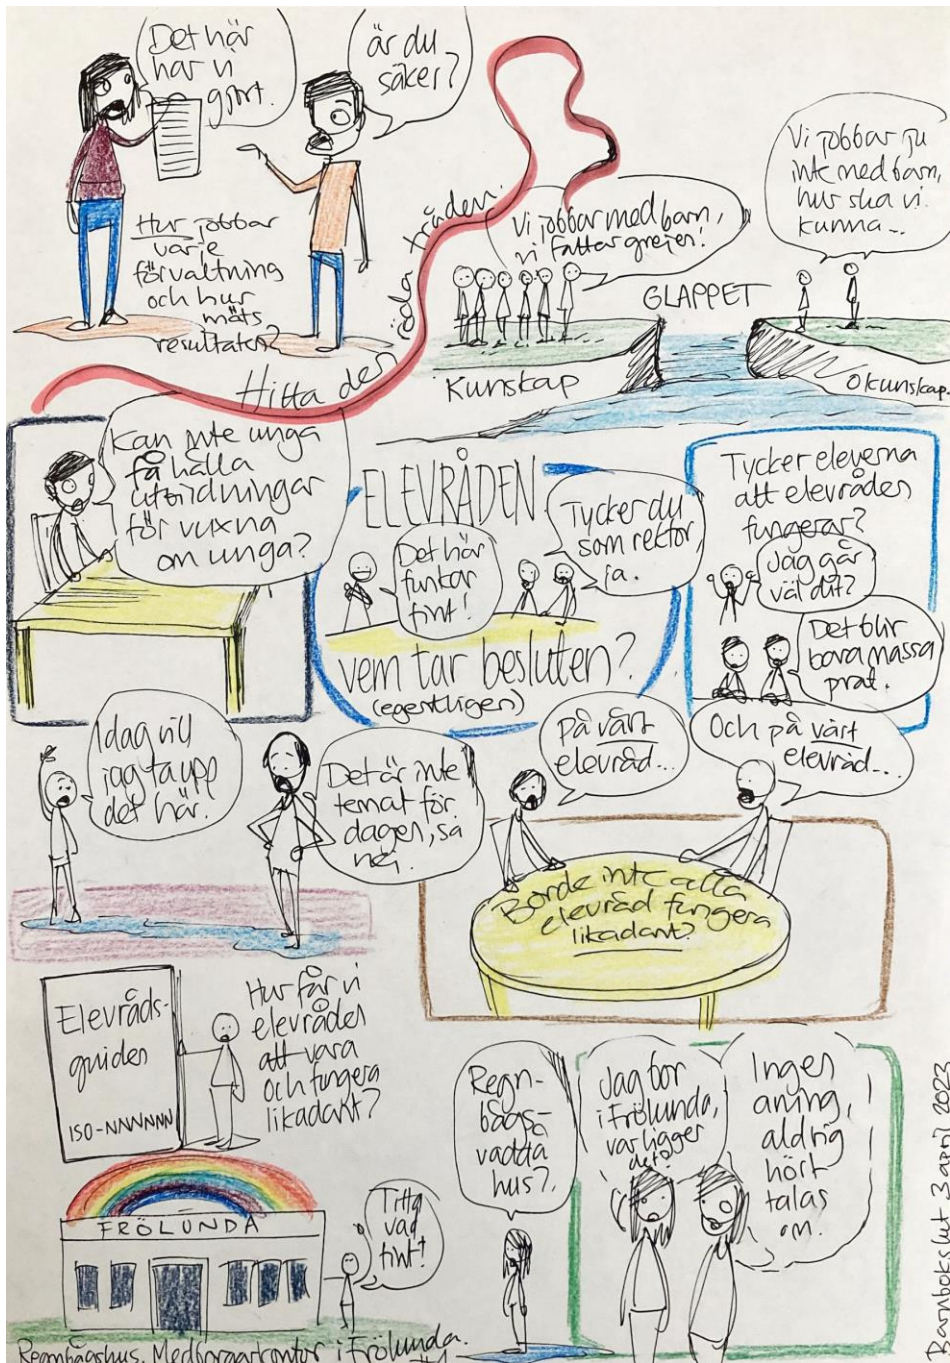 Det här
har vi
gjort.
är du
säker?
Hur jobbar
varje
förvaltning
och hur
mäts
resultaten?
Hitta den röda tråden.
Vi jobbar med barn,
vi fattar grejen!
Vi jobbar ju
inte med barn,
hur ska vi
kunna...
GLAPPET
Kunskap
Okunskap.
Kan inte unga
få hålla
utbildningar
för vuxna
om unga?
ELEVRÅDEN
Det här
funkar
fint!
Tycker du
som rektor,
ja.
vem tar besluten?
(egentligen)
Tycker eleverna
att elevråden
fungerar?
Jag går
väl dit?
Det blir
bara massa
prat.
Idag vill
jag ta upp
det här.
Det är inte
temat för
dagen, så
nej.
På vårt
elevråd...
Och på vårt
elevråd...
Borde inte alla
elevråd fungera
likadant?
Elevråds-
guiden
ISO-NNNNNN
Hur får vi
elevråden
att vara
och fungera
likadant?
Regn-
bågs-
vadda
hus?
Jag bor
i Frölunda,
var ligger
det?
Ingen
aning,
aldrig
hört
talas
om.
FRÖLUNDA
Titta
vad
fint!
Regnbågshus. Medborgarkontor i Frölunda.
Barnbokslut 3 april 2023